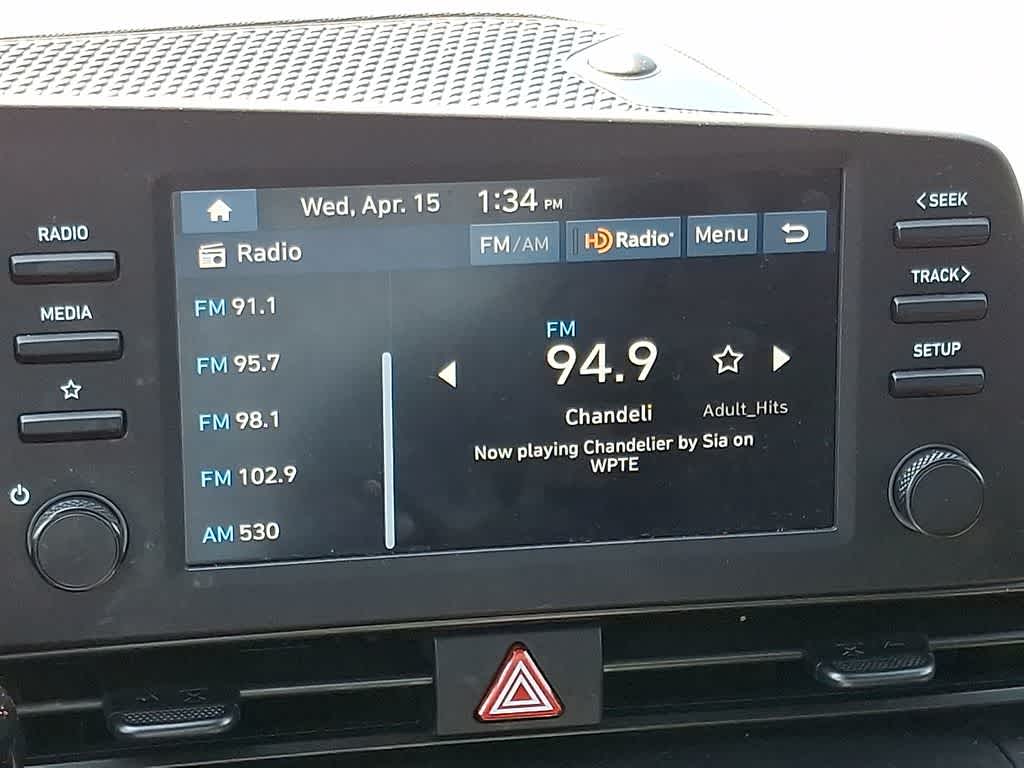 Wed, Apr. 15 1:34 PM
<SEEK
RADIO
Radio
FM/AM
HD Radio
Menu
TRACK>
MEDIA
FM 91.1
FM 95.7
FM 98.1
FM 102.9
AM 530
FM
94.9
Chandeli
Adult_Hits
Now playing Chandelier by Sia on
WPTE
SETUP